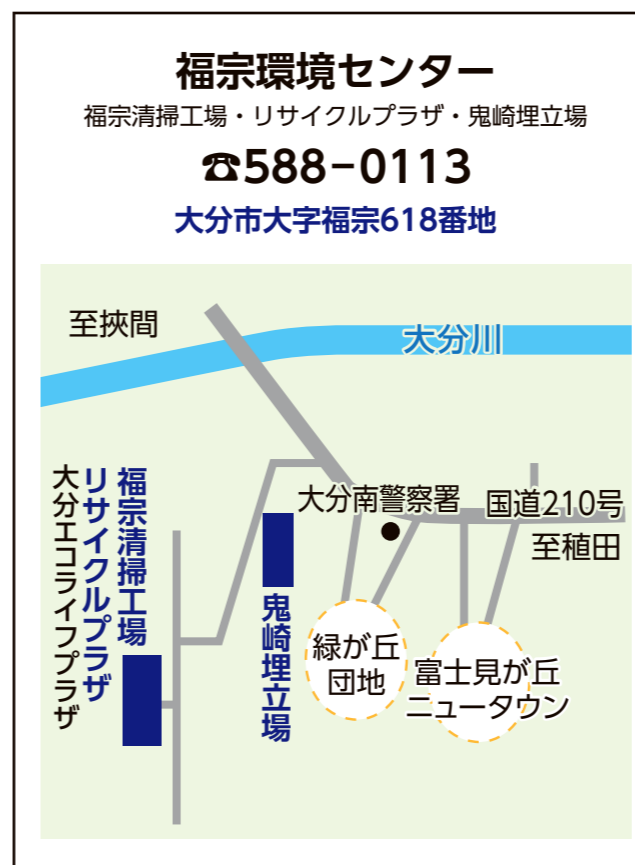 福宗環境センター
福宗清掃工場・リサイクルプラザ・鬼崎埋立場
☎588−0113
大分市大字福宗618番地
至挾間
大分川
大分南警察署
国道210号
至稙田
福宗清掃工場
リサイクルプラザ
大分エコライフプラザ
鬼崎埋立場
緑が丘
団地
富士見が丘
ニュータウン